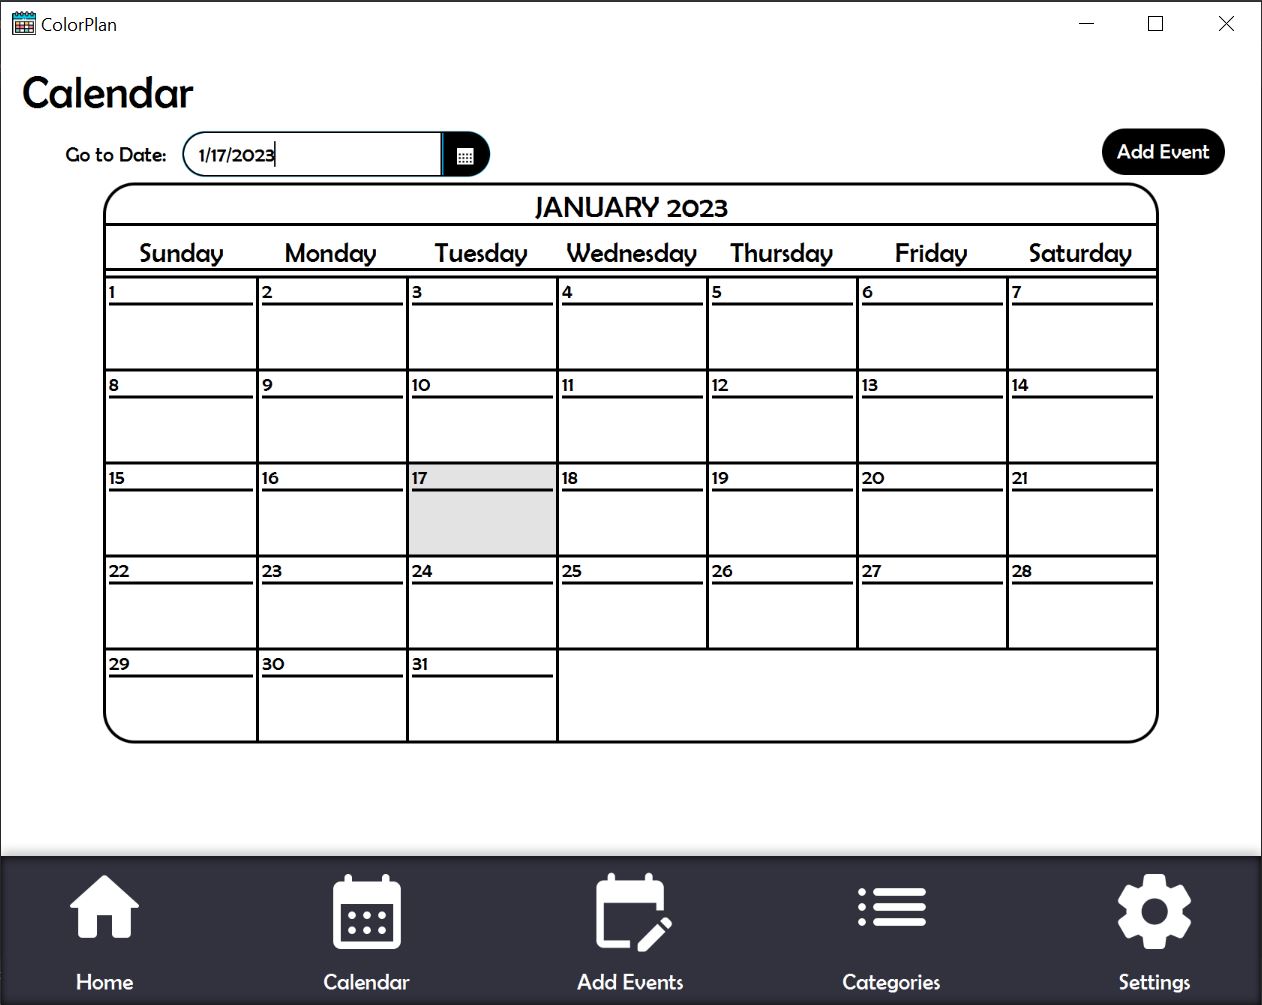 ColorPlan
Calendar
Go to Date: 1/17/2023
Add Event
JANUARY 2023
Sunday Monday Tuesday Wednesday Thursday Friday Saturday
1 2 3 4 5 6 7
8 9 10 11 12 13 14
15 16 17 18 19 20 21
22 23 24 25 26 27 28
29 30 31
Home Calendar Add Events Categories Settings